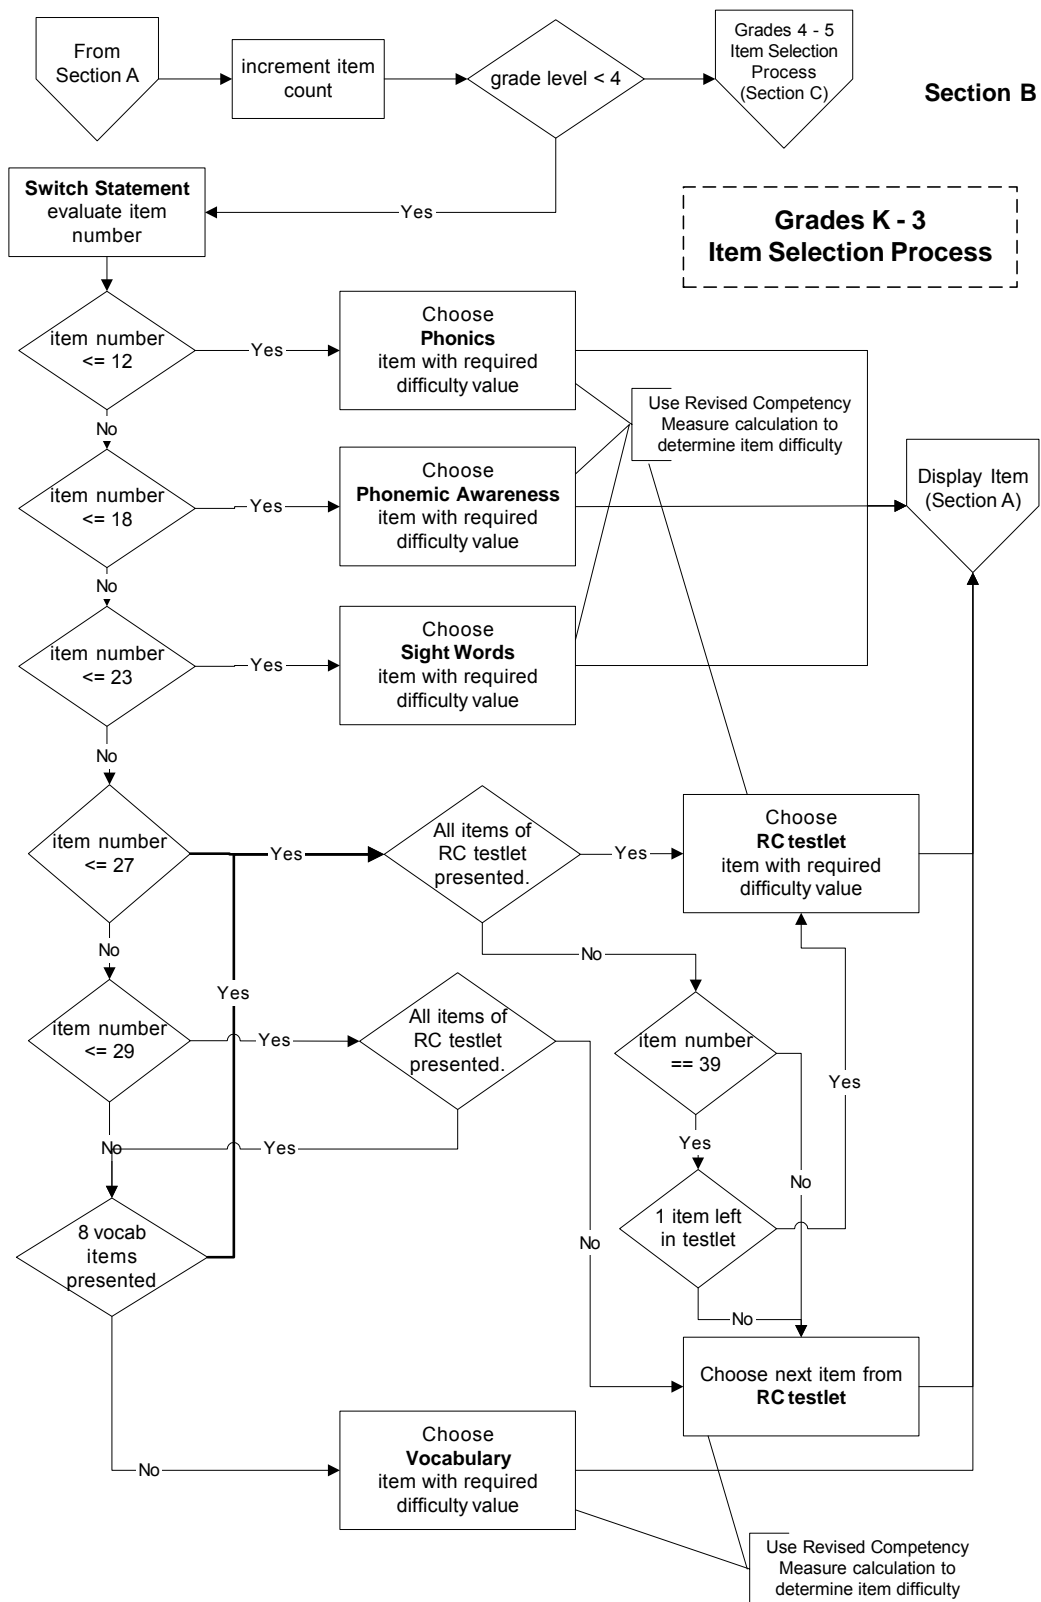 From
Section A
increment item
count
grade level < 4
Grades 4 - 5
Item Selection
Process
(Section C)
Section B
Switch Statement
evaluate item
number
Yes
Grades K - 3
Item Selection Process
item number
<= 12
Yes
Choose
Phonics
item with required
difficulty value
Use Revised Competency
Measure calculation to
determine item difficulty
No
item number
<= 18
Yes
Choose
Phonemic Awareness
item with required
difficulty value
Display Item
(Section A)
No
item number
<= 23
Yes
Choose
Sight Words
item with required
difficulty value
No
item number
<= 27
Yes
All items of
RC testlet
presented.
Yes
Choose
RC testlet
item with required
difficulty value
No
No
Yes
item number
<= 29
Yes
All items of
RC testlet
presented.
item number
== 39
Yes
No
Yes
Yes
No
8 vocab
items
presented
No
1 item left
in testlet
No
Choose next item from
RC testlet
No
Choose
Vocabulary
item with required
difficulty value
Use Revised Competency
Measure calculation to
determine item difficulty